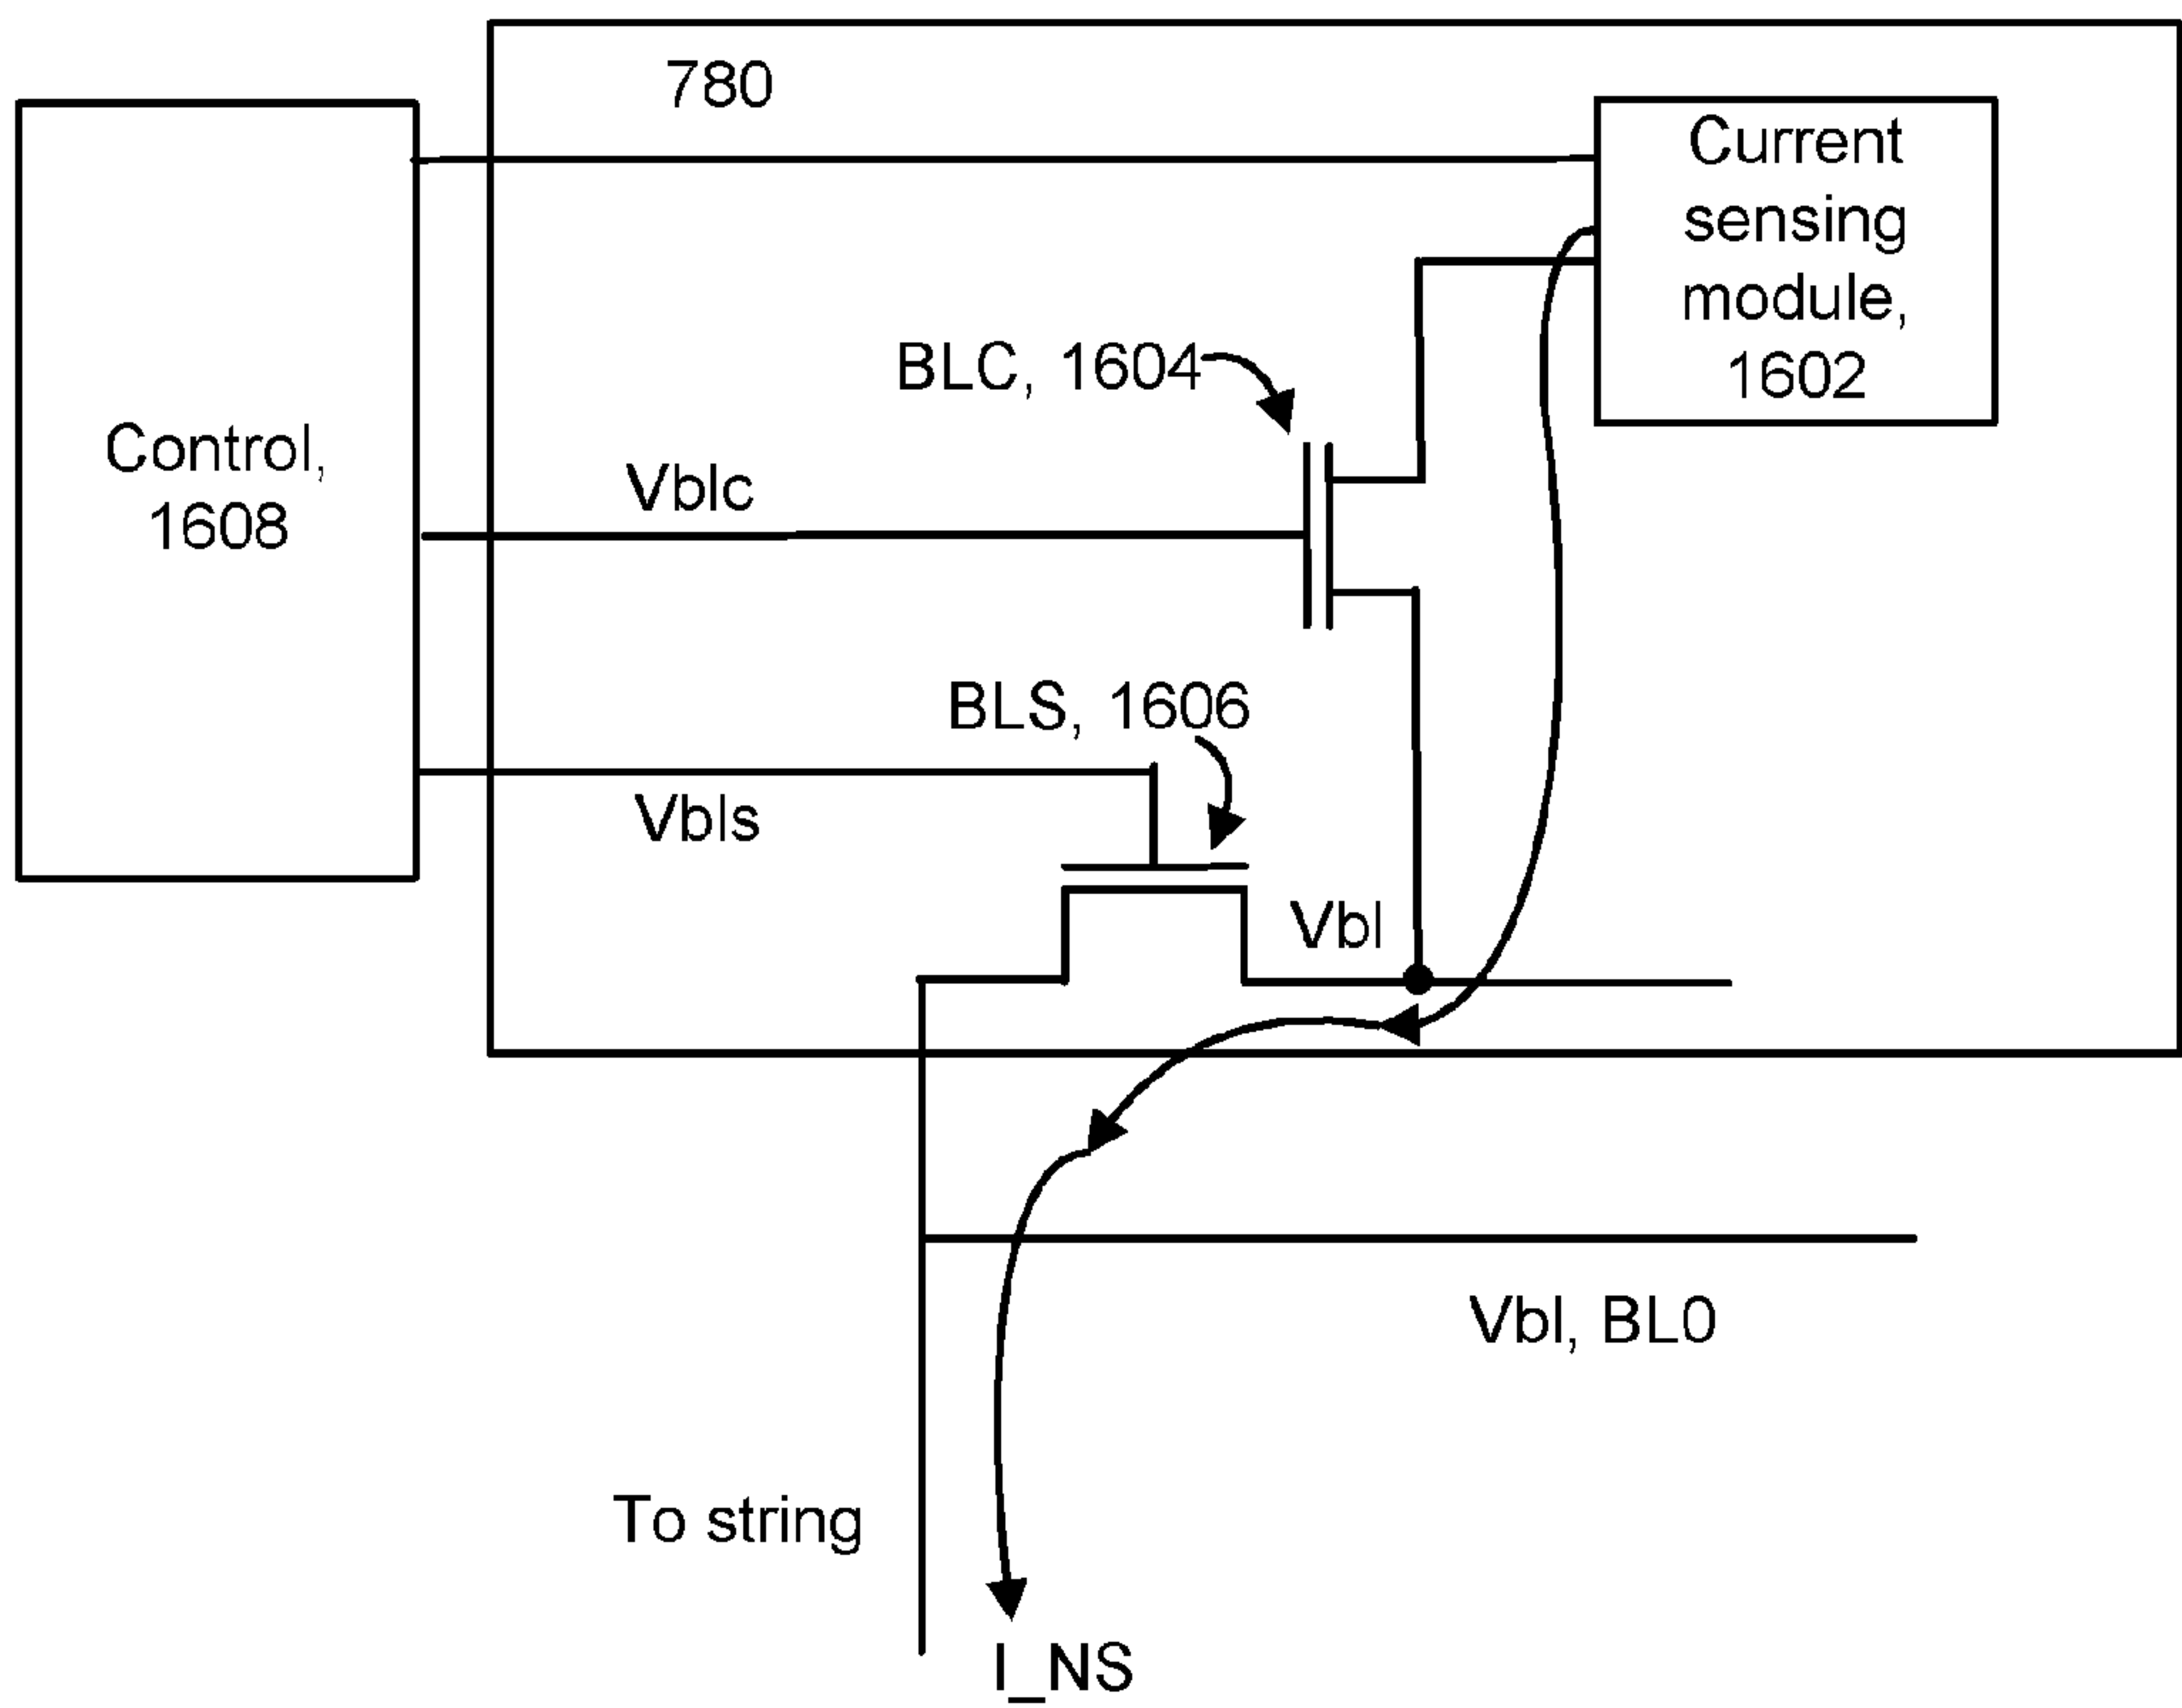 780
Current
sensing
module,
1602
BLC, 1604
Control,
1608
Vblc
BLS, 1606
Vbls
Vbl
Vbl, BL0
To string
I_NS